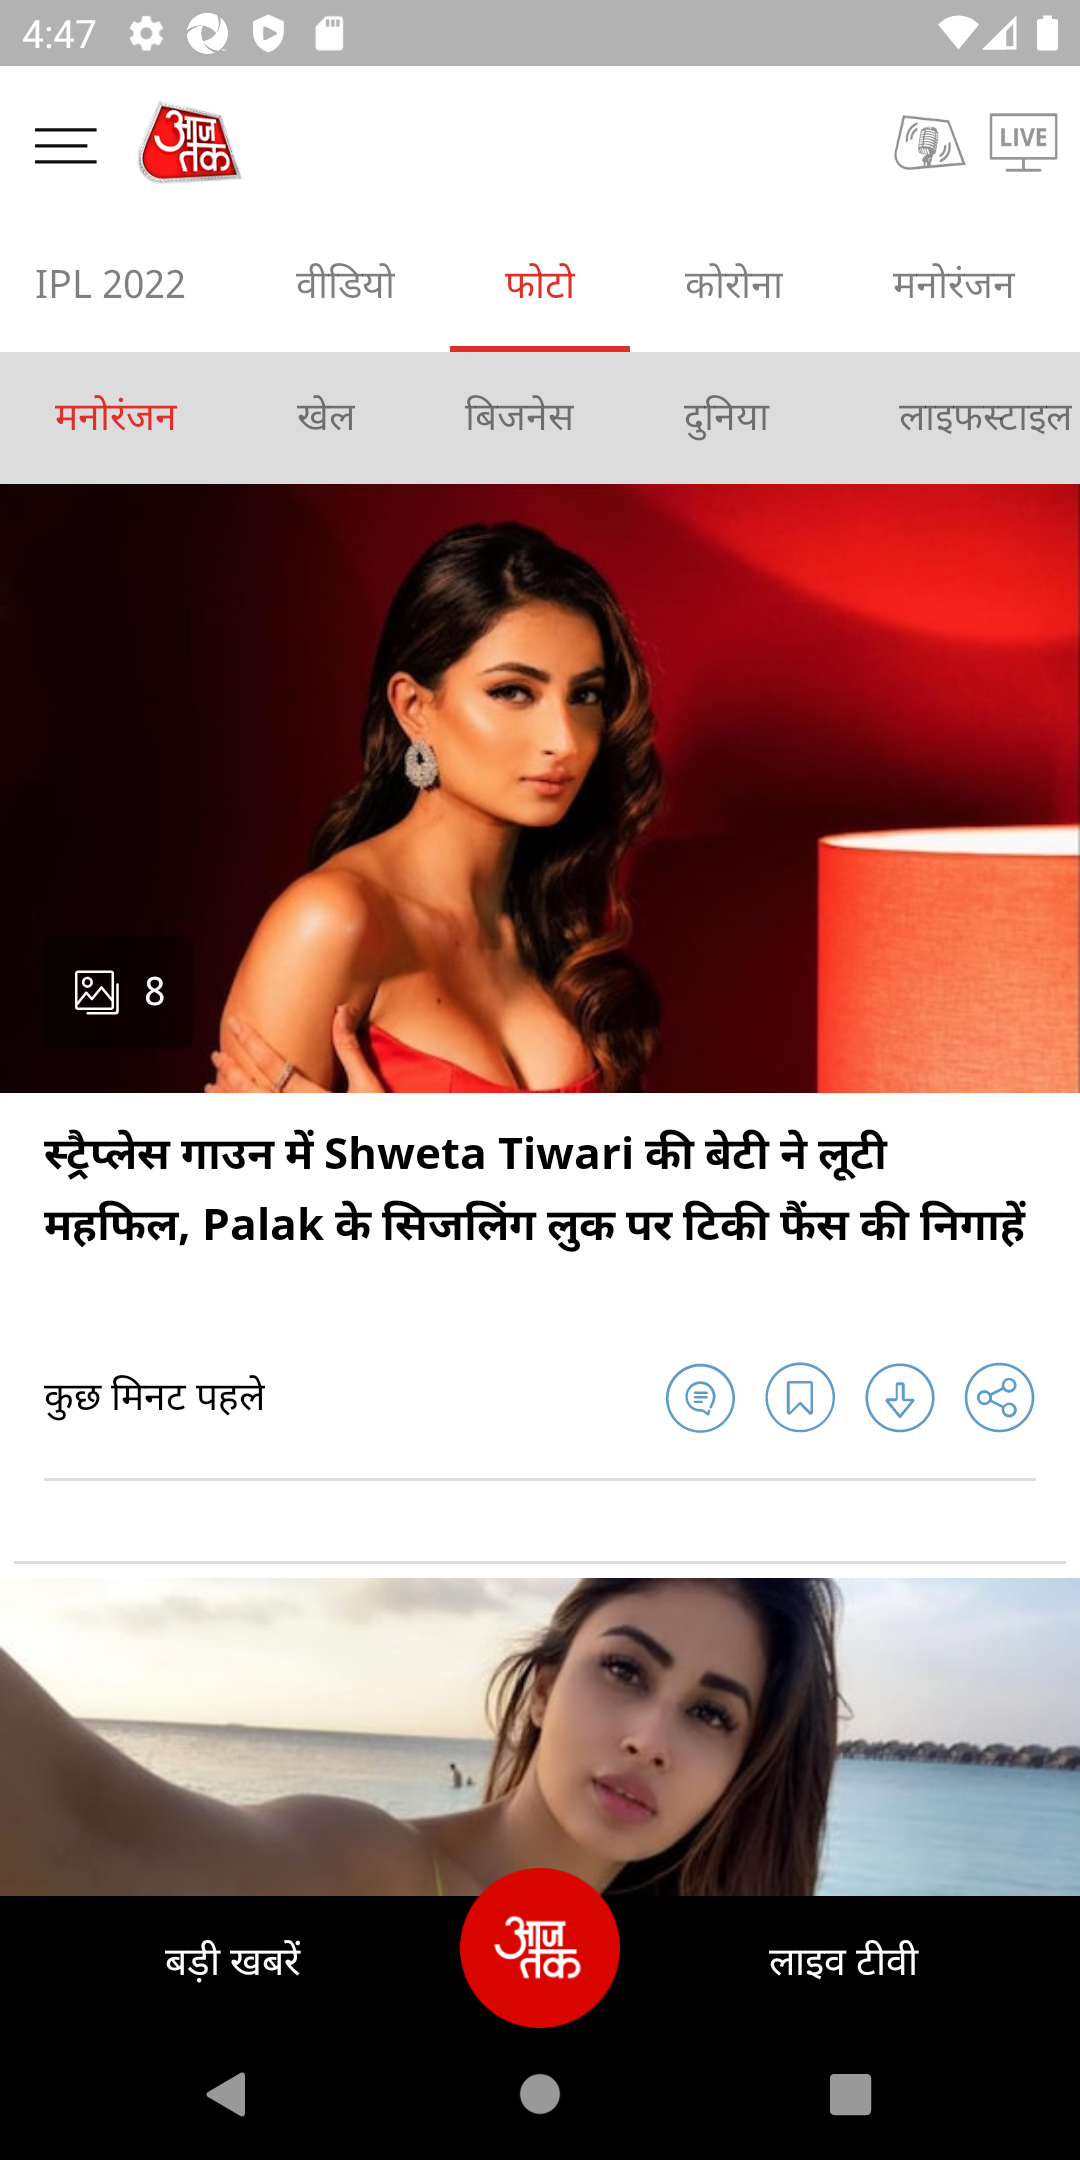 4:47
आज
तक
LIVE
IPL 2022 वीडियो फोटो कोरोना मनोरंजन
मनोरंजन खेल बिजनेस दुनिया लाइफस्टाइल
8
स्ट्रैप्लेस गाउन में Shweta Tiwari की बेटी ने लूटी
महफिल, Palak के सिजलिंग लुक पर टिकी फैंस की निगाहें
कुछ मिनट पहले
बड़ी खबरें
आज
तक
लाइव टीवी